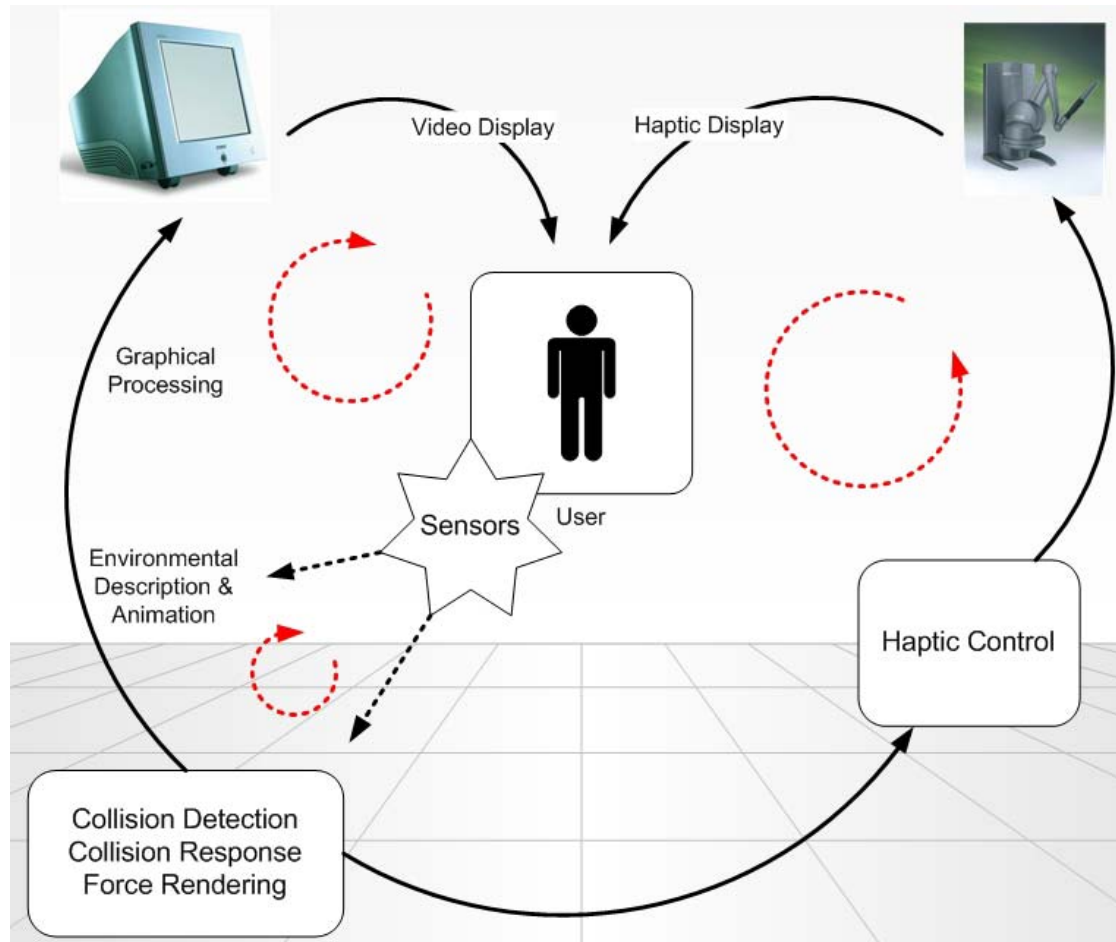 Video Display
Haptic Display
Graphical
Processing
Sensors
User
Environmental
Description &
Animation
Haptic Control
Collision Detection
Collision Response
Force Rendering